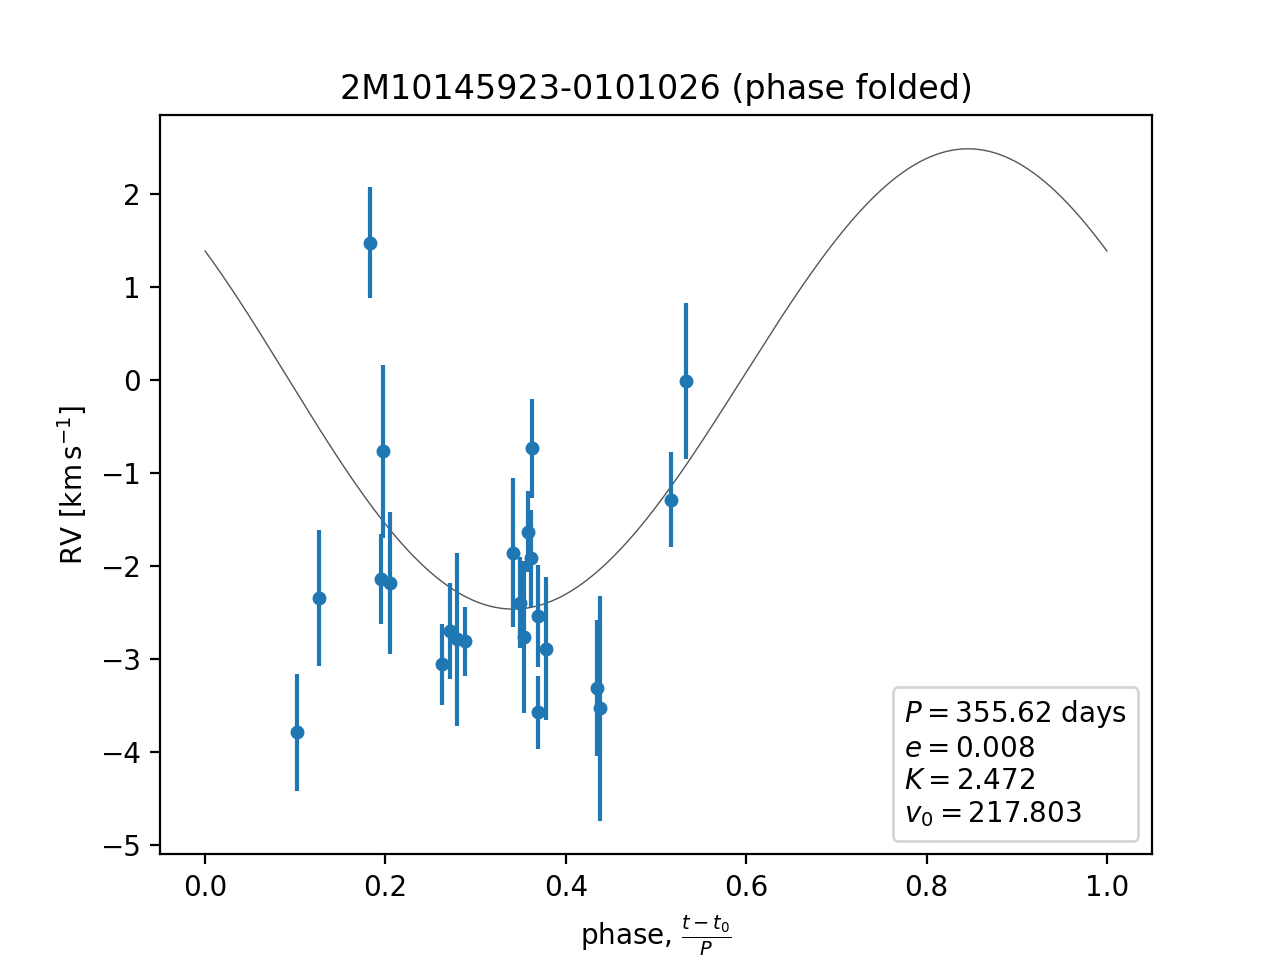 2M10145923-0101026 (phase folded)
RV [km s⁻¹]
2
1
0
−1
−2
−3
−4
−5
P = 355.62 days
e = 0.008
K = 2.472
v₀ = 217.803
0.0 0.2 0.4 0.6 0.8 1.0
phase, (t − t₀)/P